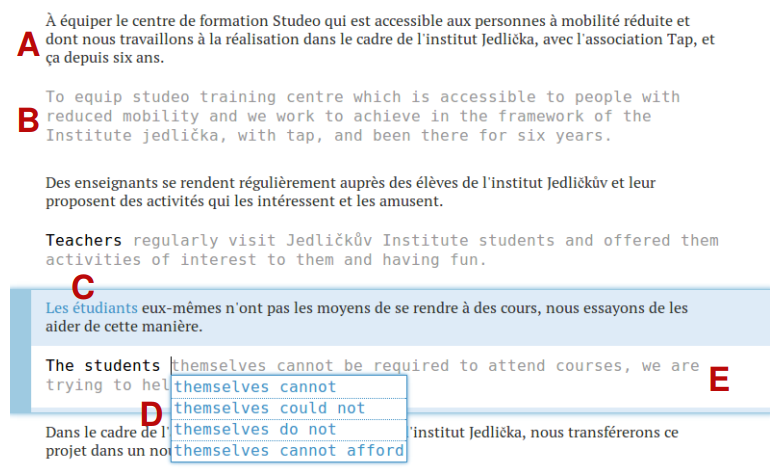 À équiper le centre de formation Studeo qui est accessible aux personnes à mobilité réduite et
A
dont nous travaillons à la réalisation dans le cadre de l'institut Jedlička, avec l'association Tap, et
ça depuis six ans.
To equip studeo training centre which is accessible to people with
B
reduced mobility and we work to achieve in the framework of the
Institute jedlička, with tap, and been there for six years.
Des enseignants se rendent régulièrement auprès des élèves de l'institut Jedličkův et leur
proposent des activités qui les intéressent et les amusent.
Teachers regularly visit Jedličkův Institute students and offered them
activities of interest to them and having fun.
C
Les étudiants eux-mêmes n'ont pas les moyens de se rendre à des cours, nous essayons de les
aider de cette manière.
The students themselves cannot be required to attend courses, we are
E
trying to hel
themselves cannot
themselves could not
themselves do not
themselves cannot afford
D
Dans le cadre de l' 'institut Jedlička, nous transférerons ce
projet dans un nou